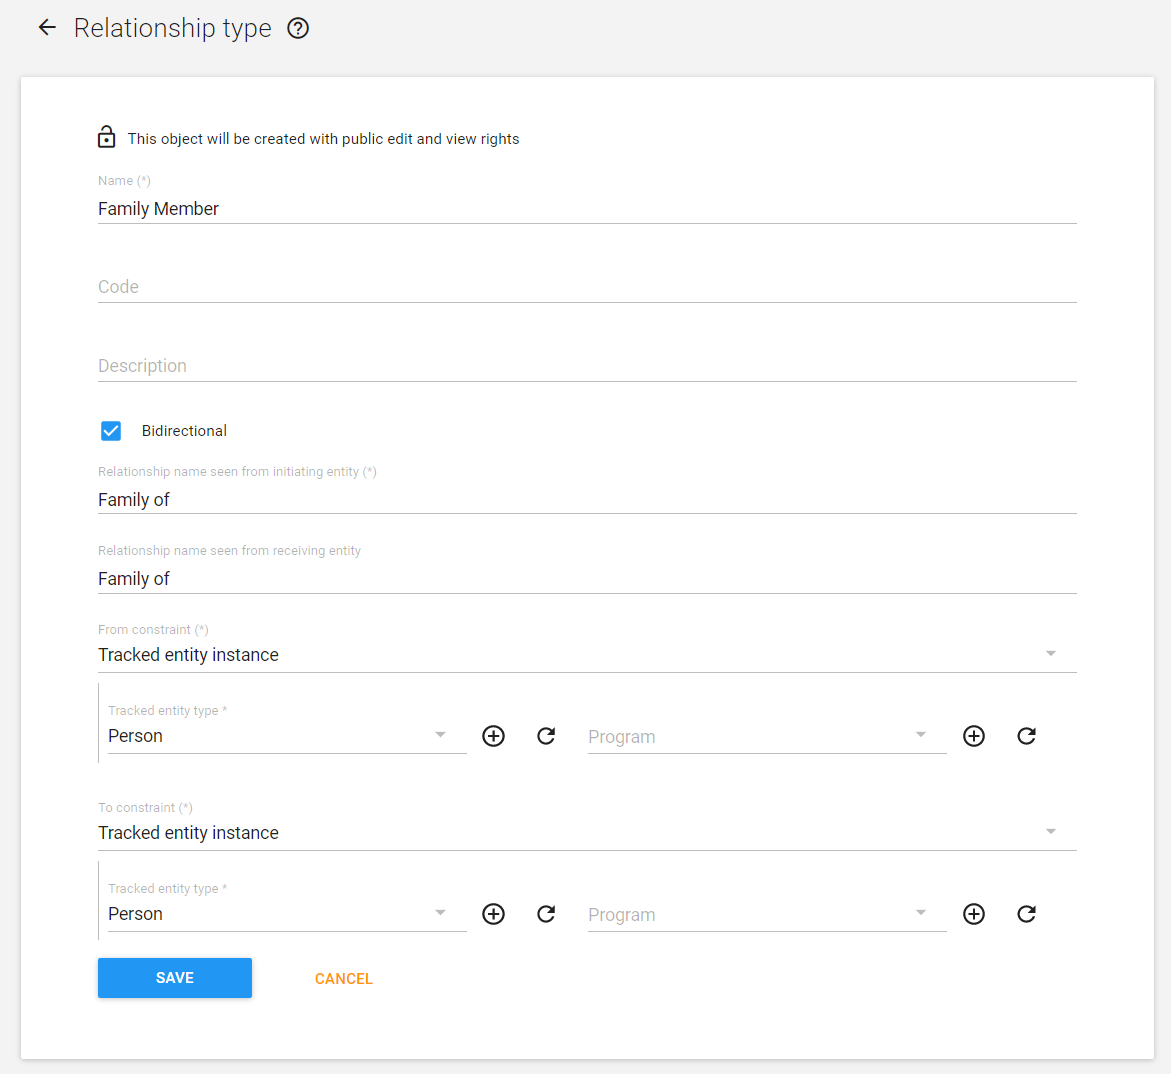 Relationship type
This object will be created with public edit and view rights
Name (*)
Family Member
Code
Description
Bidirectional
Relationship name seen from initiating entity (*)
Family of
Relationship name seen from receiving entity
Family of
From constraint (*)
Tracked entity instance
Tracked entity type *
Person Program
To constraint (*)
Tracked entity instance
Tracked entity type *
Person Program
SAVE CANCEL